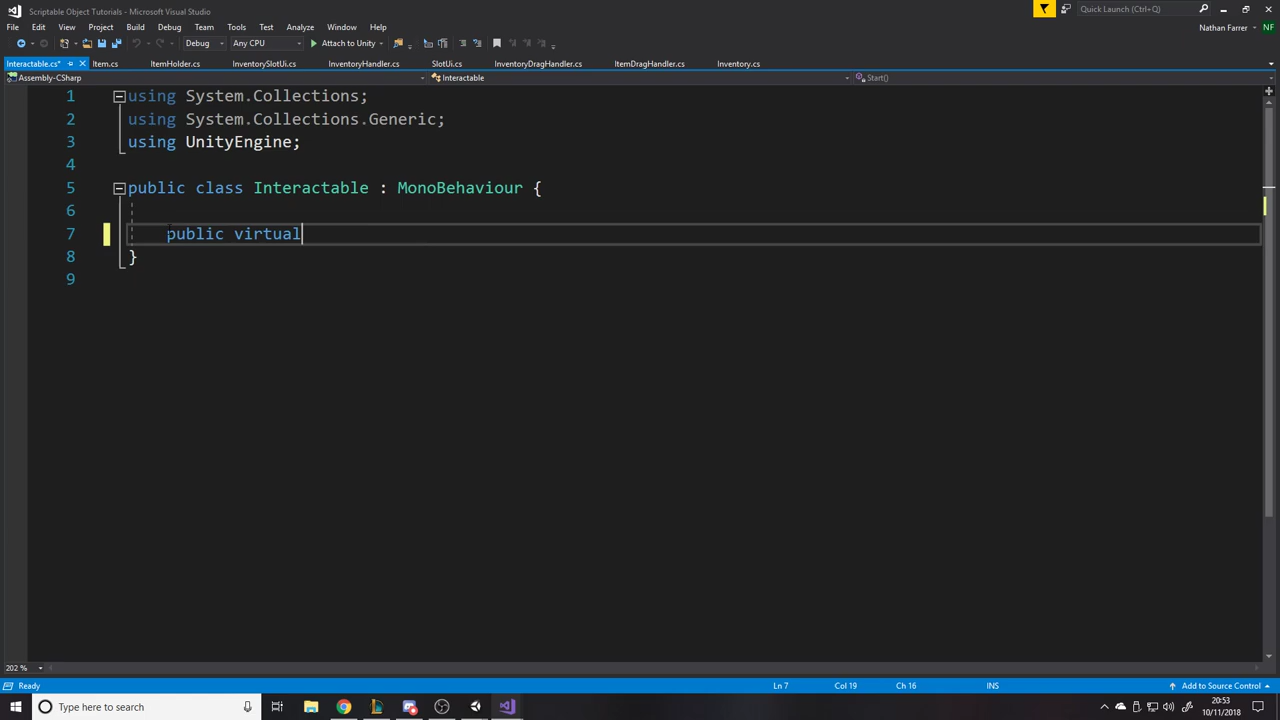 Scriptable Object Tutorials - Microsoft Visual Studio
Quick Launch (Ctrl+Q)
File Edit View Project Build Debug Team Tools Test Analyze Window Help
Nathan Farrer NF
Debug Any CPU Attach to Unity
Interactable.cs* Item.cs ItemHolder.cs InventorySlotUi.cs InventoryHandler.cs SlotUi.cs InventoryDragHandler.cs ItemDragHandler.cs Inventory.cs
Assembly-CSharp Interactable Start()
1 using System.Collections;
2 using System.Collections.Generic;
3 using UnityEngine;
4
5 public class Interactable : MonoBehaviour {
6
7 public virtual
8 }
9
202 %
Ready Ln 7 Col 19 Ch 16 INS Add to Source Control
Type here to search
20:53
10/11/2018